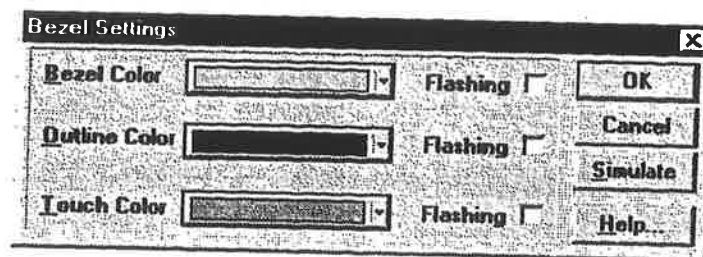 Bezel Settings
Bezel Color Flashing OK
Cancel
Outline Color Flashing
Simulate
Touch Color Flashing
Help...